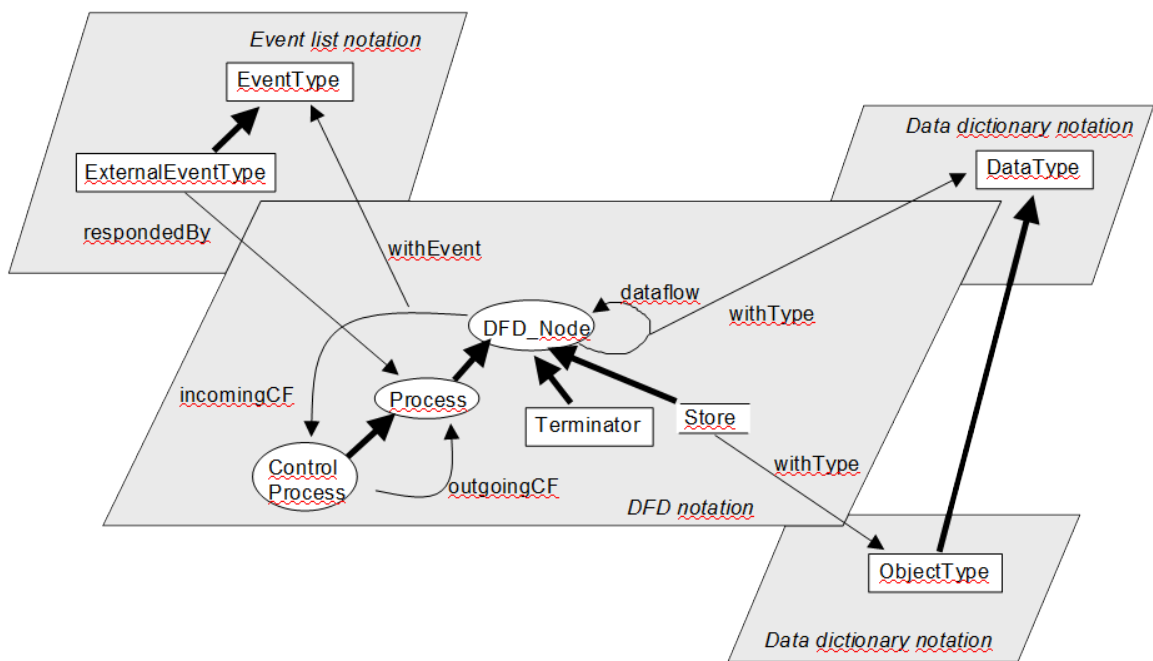 Event list notation
EventType
ExternalEventType
respondedBy
withEvent
Data dictionary notation
DataType
dataflow
withType
DFD_Node
incomingCF
Process
Terminator
Store
Control
Process
outgoingCF
withType
DFD notation
ObjectType
Data dictionary notation